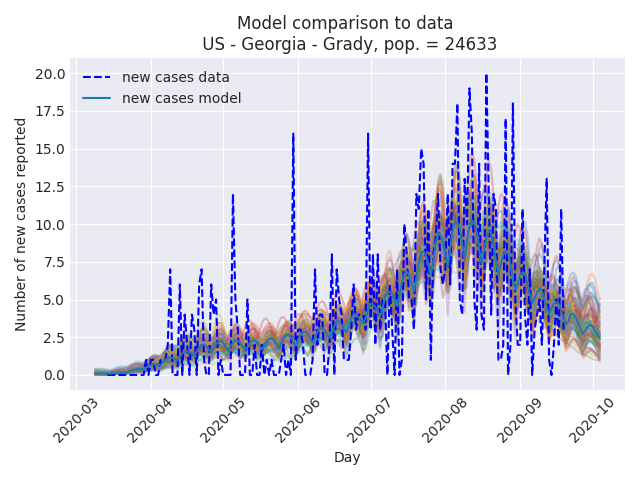 Model comparison to data
US - Georgia - Grady, pop. = 24633
new cases data
new cases model
Number of new cases reported
20.0
17.5
15.0
12.5
10.0
7.5
5.0
2.5
0.0
2020-03
2020-04
2020-05
2020-06
2020-07
2020-08
2020-09
2020-10
Day